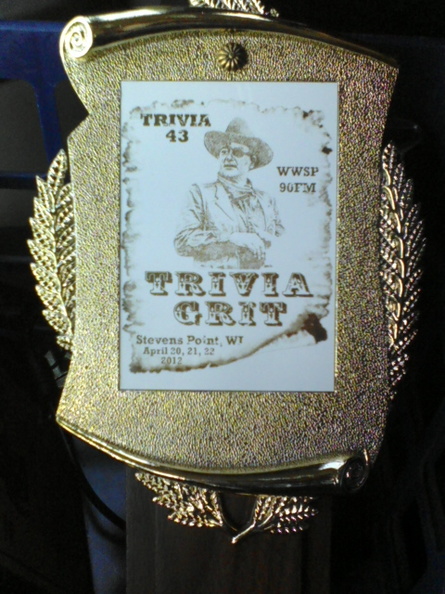 TRIVIA
43
WWSP
90FM
TRIVIA
GRIT
Stevens Point, WI
April 20, 21, 22
2012